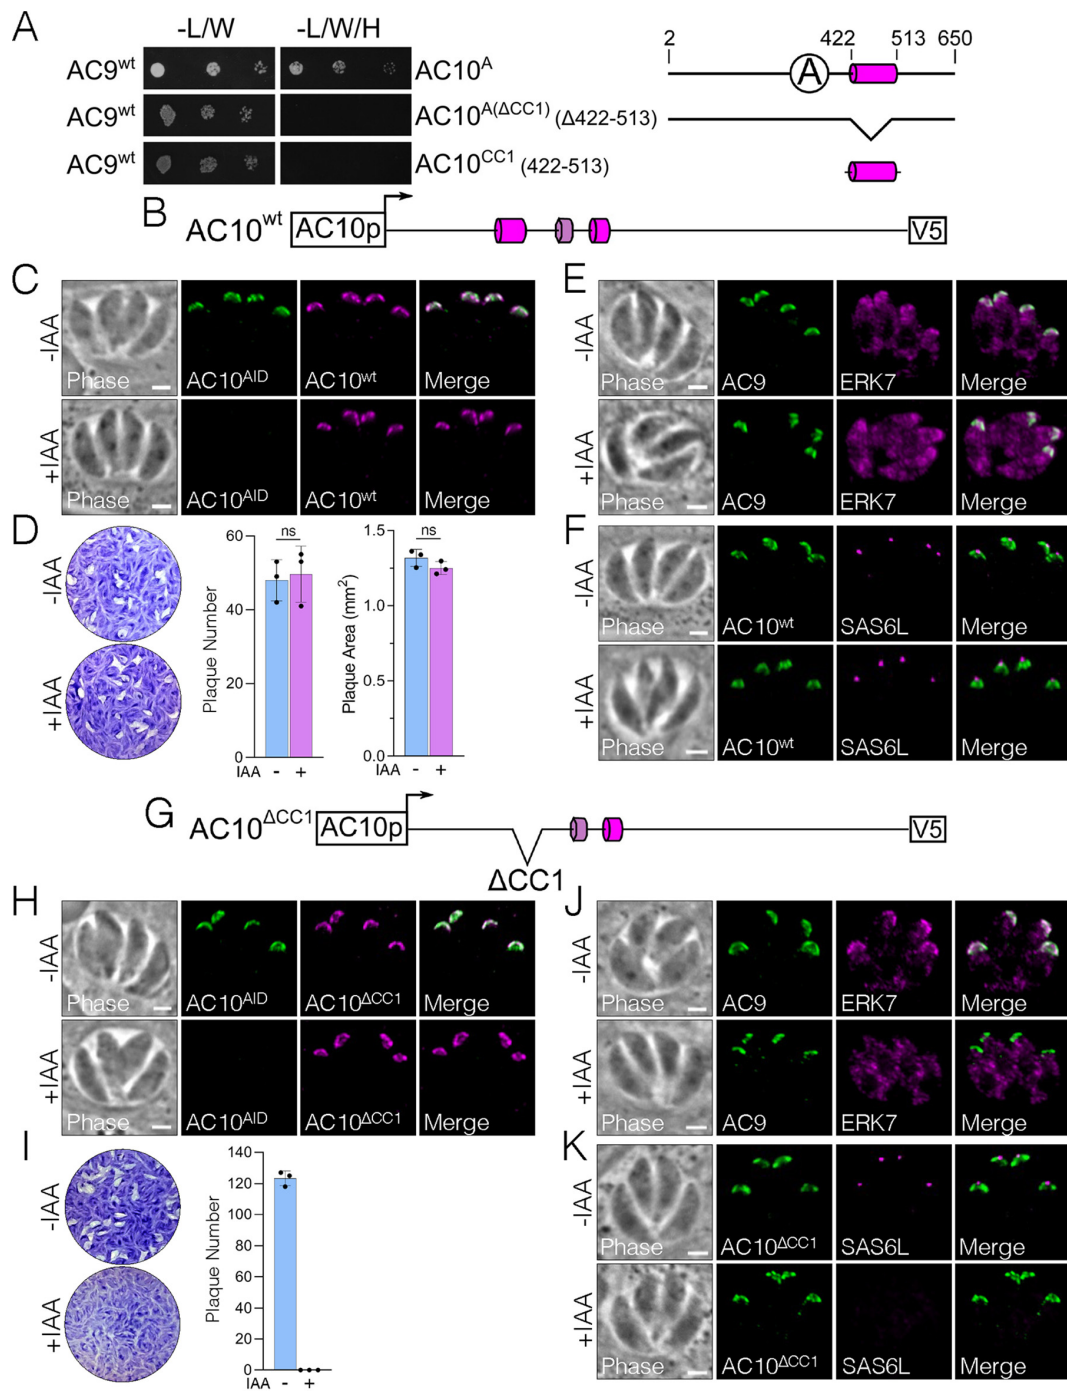 A
-L/W -L/W/H
AC9wt AC10A
AC9wt AC10A(ΔCC1) (Δ422-513)
AC9wt AC10CC1 (422-513)
2 422 513 650
A
B
AC10wt AC10p V5
C
-IAA
Phase AC10AID AC10wt Merge
+IAA
Phase AC10AID AC10wt Merge
E
-IAA
Phase AC9 ERK7 Merge
+IAA
Phase AC9 ERK7 Merge
D
-IAA
+IAA
Plaque Number
60
40
20
0
ns
IAA - +
Plaque Area (mm2)
1.5
1.25
0.5
0.0
ns
IAA - +
F
-IAA
Phase AC10wt SAS6L Merge
+IAA
Phase AC10wt SAS6L Merge
G
AC10ΔCC1 AC10p V5
ΔCC1
H
-IAA
Phase AC10AID AC10ΔCC1 Merge
+IAA
Phase AC10AID AC10ΔCC1 Merge
J
-IAA
Phase AC9 ERK7 Merge
+IAA
Phase AC9 ERK7 Merge
I
-IAA
+IAA
Plaque Number
140
120
100
80
60
40
20
0
IAA - +
K
-IAA
Phase AC10ΔCC1 SAS6L Merge
+IAA
Phase AC10ΔCC1 SAS6L Merge